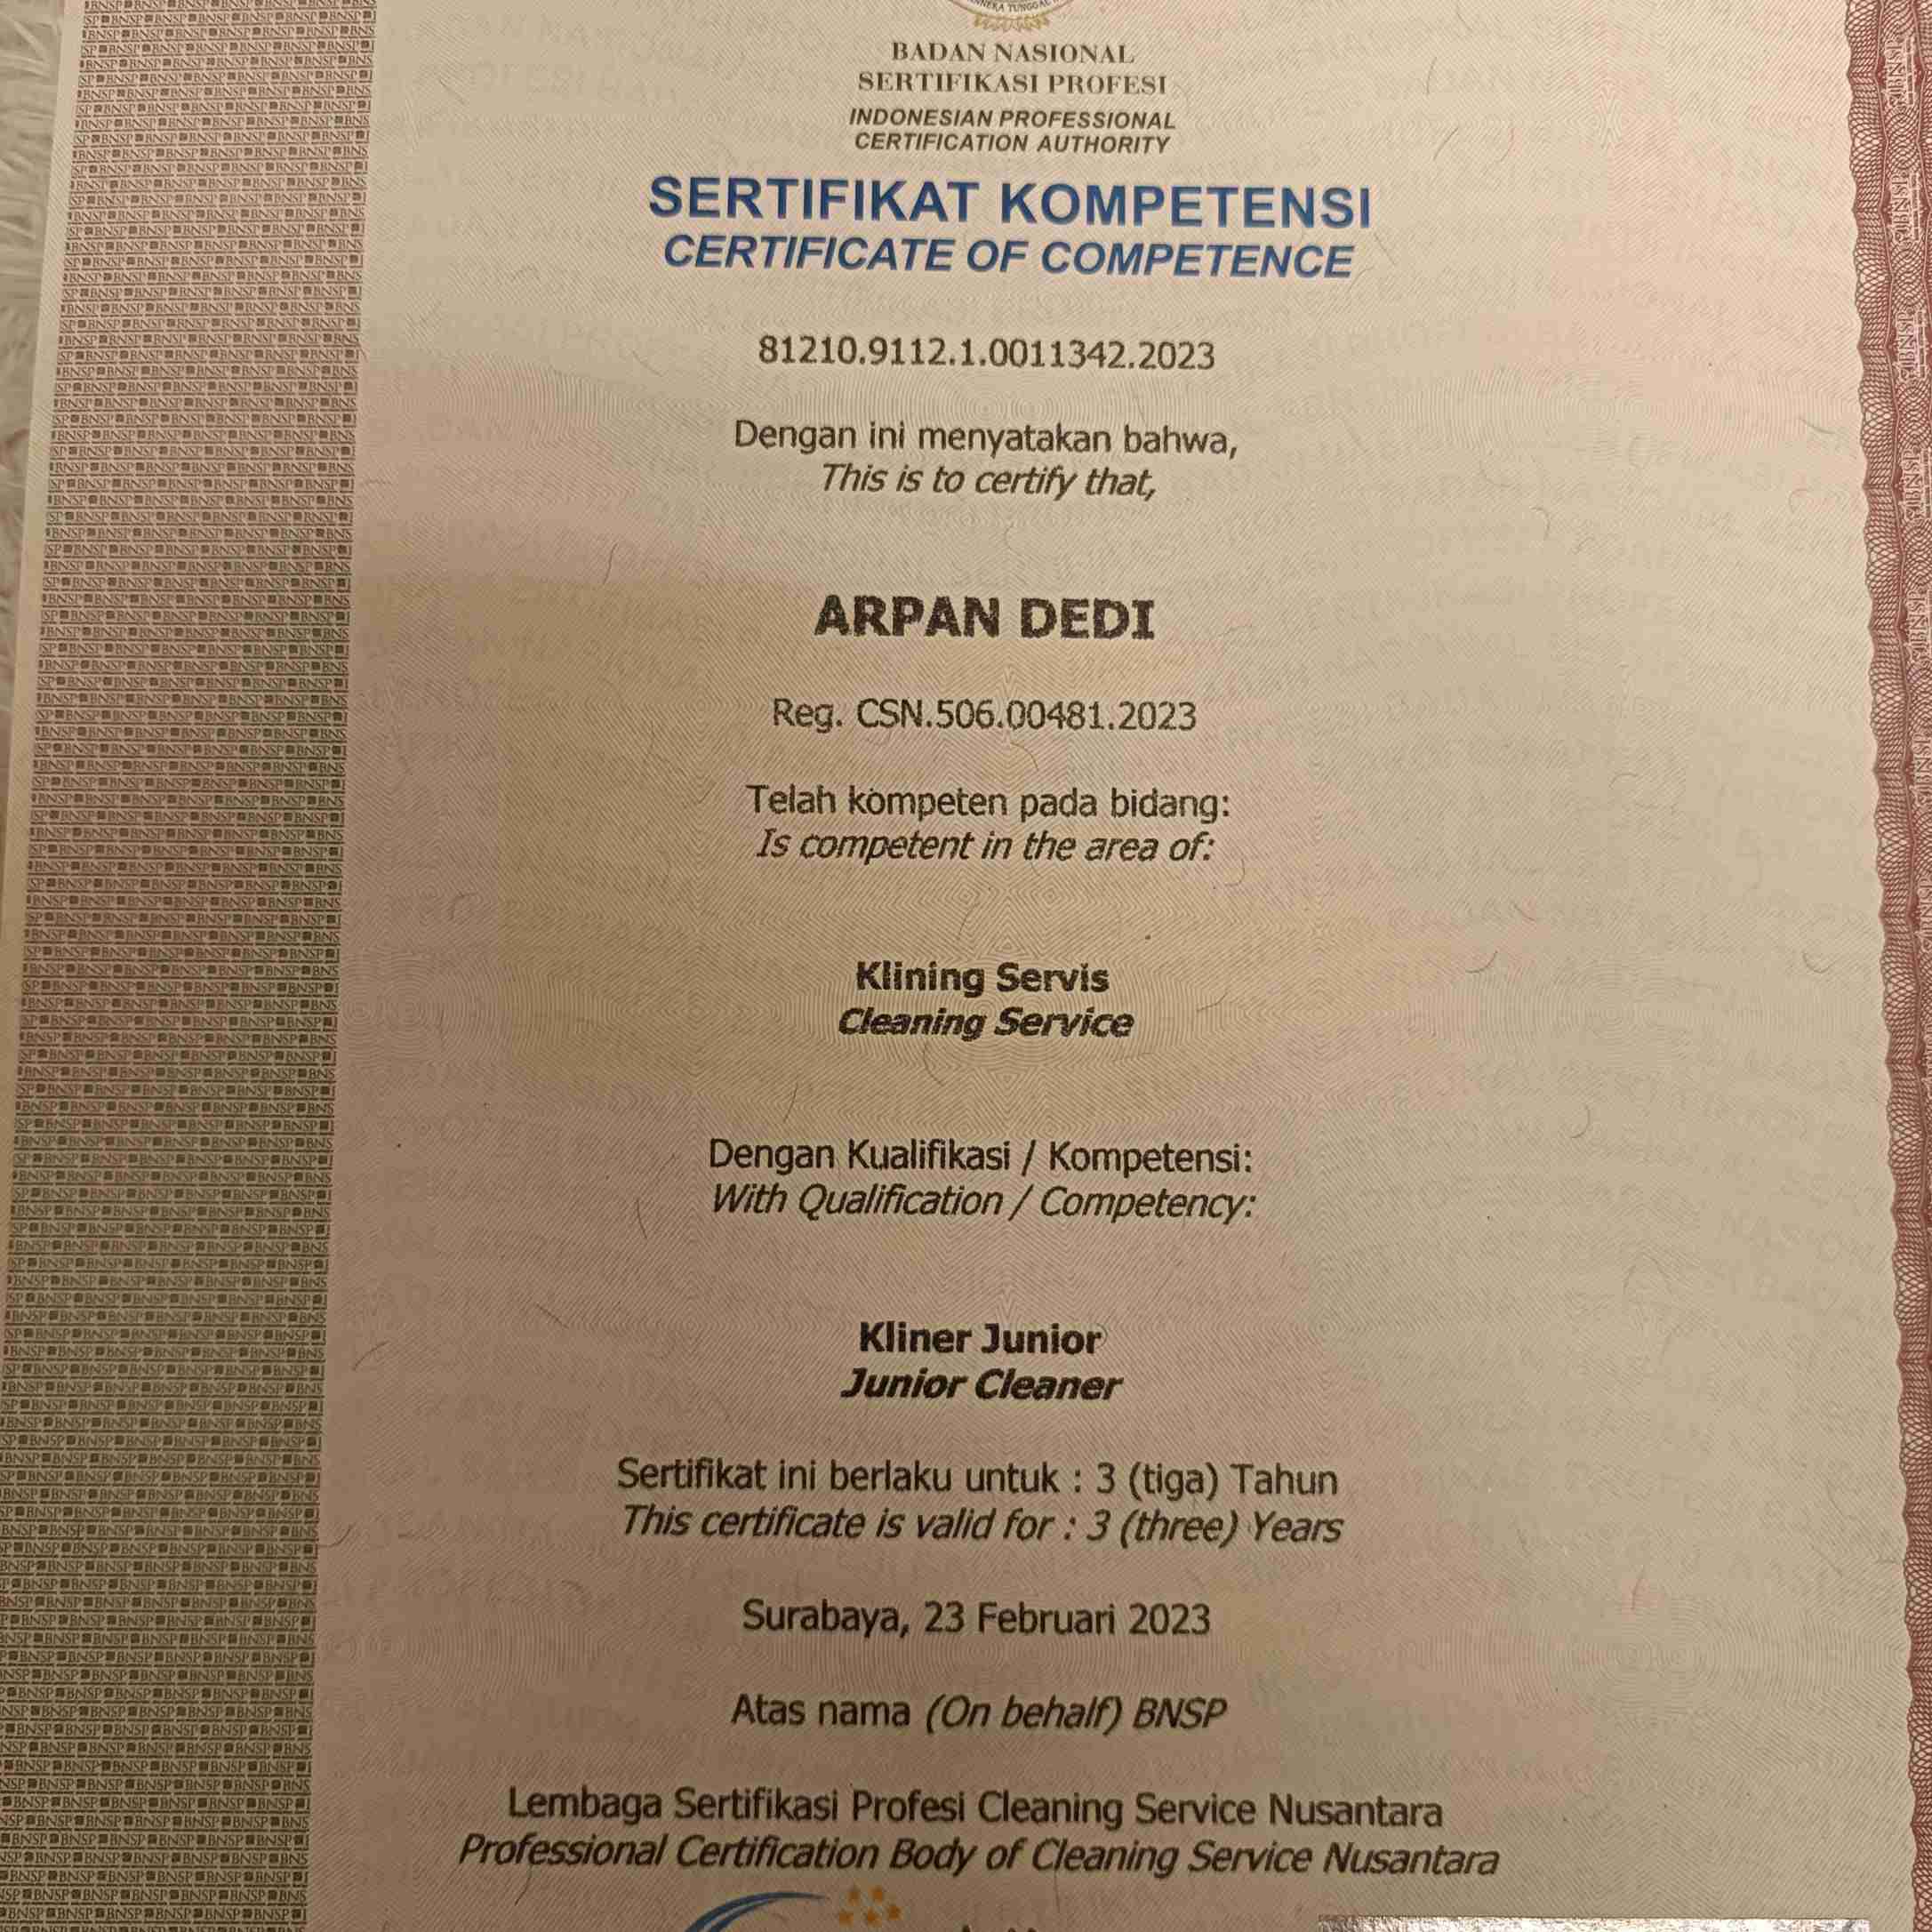 BADAN NASIONAL
SERTIFIKASI PROFESI
INDONESIAN PROFESSIONAL
CERTIFICATION AUTHORITY
SERTIFIKAT KOMPETENSI
CERTIFICATE OF COMPETENCE
81210.9112.1.0011342.2023
Dengan ini menyatakan bahwa,
This is to certify that,
ARPAN DEDI
Reg. CSN.506.00481.2023
Telah kompeten pada bidang:
Is competent in the area of:
Klining Servis
Cleaning Service
Dengan Kualifikasi / Kompetensi:
With Qualification / Competency:
Kliner Junior
Junior Cleaner
Sertifikat ini berlaku untuk : 3 (tiga) Tahun
This certificate is valid for : 3 (three) Years
Surabaya, 23 Februari 2023
Atas nama (On behalf) BNSP
Lembaga Sertifikasi Profesi Cleaning Service Nusantara
Professional Certification Body of Cleaning Service Nusantara